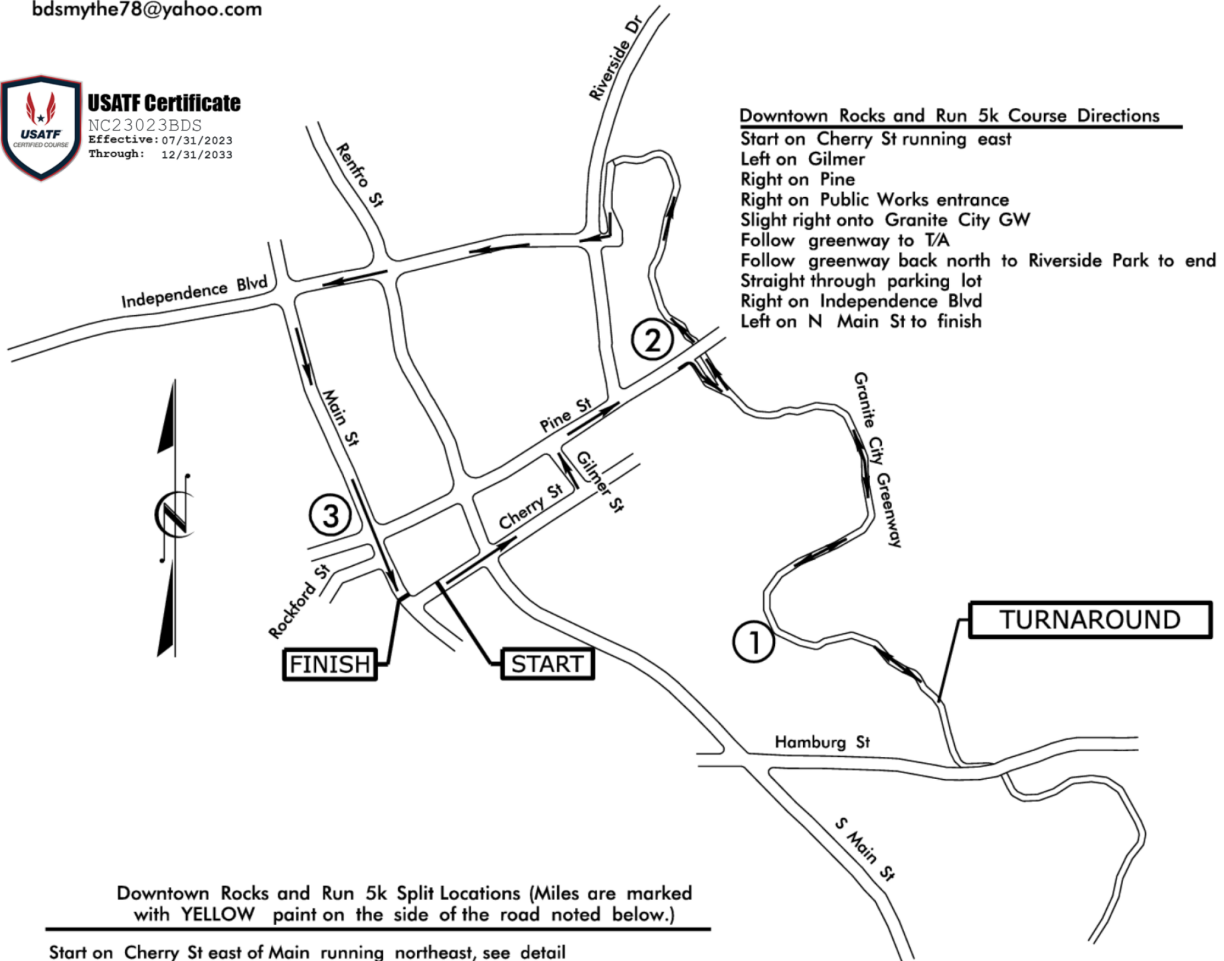 bdsmythe78@yahoo.com
USATF
CERTIFIED COURSE
USATF Certificate
NC23023BDS
Effective: 07/31/2023
Through: 12/31/2033
Downtown Rocks and Run 5k Course Directions
Start on Cherry St running east
Left on Gilmer
Right on Pine
Right on Public Works entrance
Slight right onto Granite City GW
Follow greenway to T/A
Follow greenway back north to Riverside Park to end
Straight through parking lot
Right on Independence Blvd
Left on N Main St to finish
Riverside Dr
Renfro St
Independence Blvd
2
Main St
Pine St
Gilmer St
Granite City Greenway
Cherry St
3
N
Rockford St
FINISH
START
1
TURNAROUND
Hamburg St
S Main St
Downtown Rocks and Run 5k Split Locations (Miles are marked
with YELLOW paint on the side of the road noted below.)
Start on Cherry St east of Main running northeast, see detail